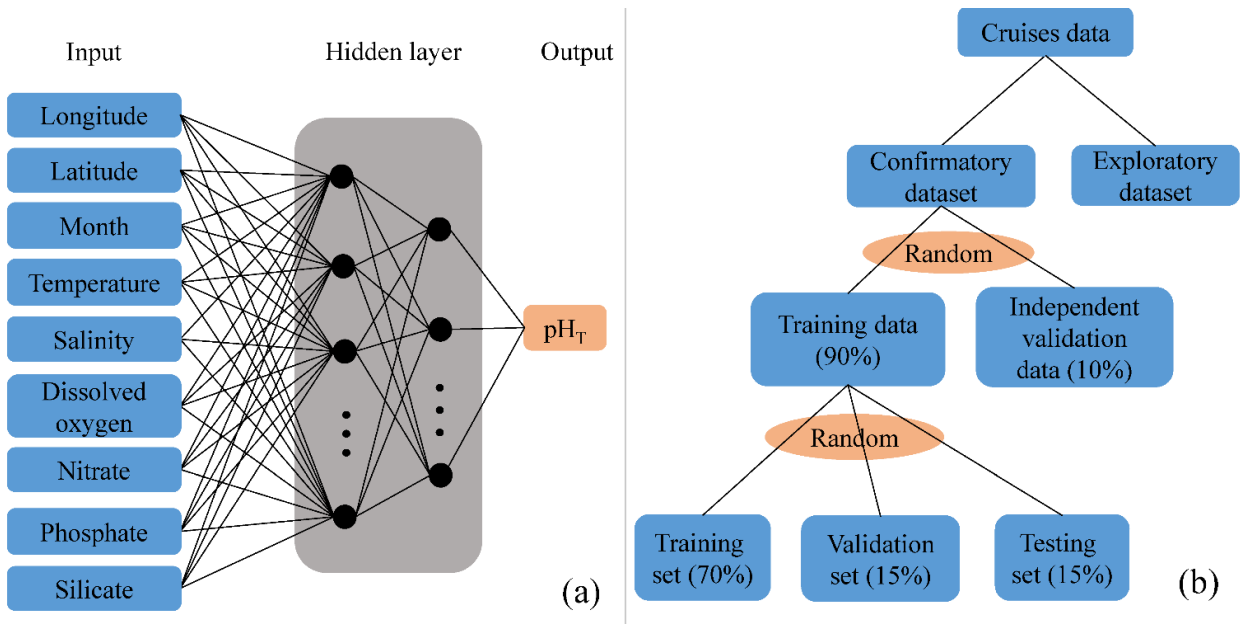 Input
Hidden layer
Output
Longitude
Latitude
Month
Temperature
Salinity
Dissolved
oxygen
Nitrate
Phosphate
Silicate
pH_T
(a)
Cruises data
Confirmatory
dataset
Exploratory
dataset
Random
Training data
(90%)
Independent
validation
data (10%)
Random
Training
set (70%)
Validation
set (15%)
Testing
set (15%)
(b)